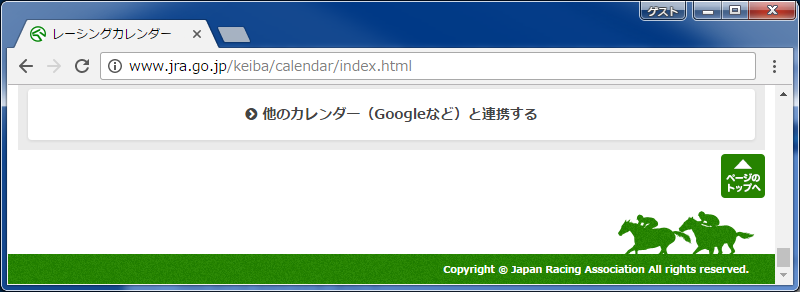 ゲスト
レーシングカレンダー
www.jra.go.jp/keiba/calendar/index.html
他のカレンダー（Googleなど）と連携する
ページの
トップへ
Copyright © Japan Racing Association All rights reserved.